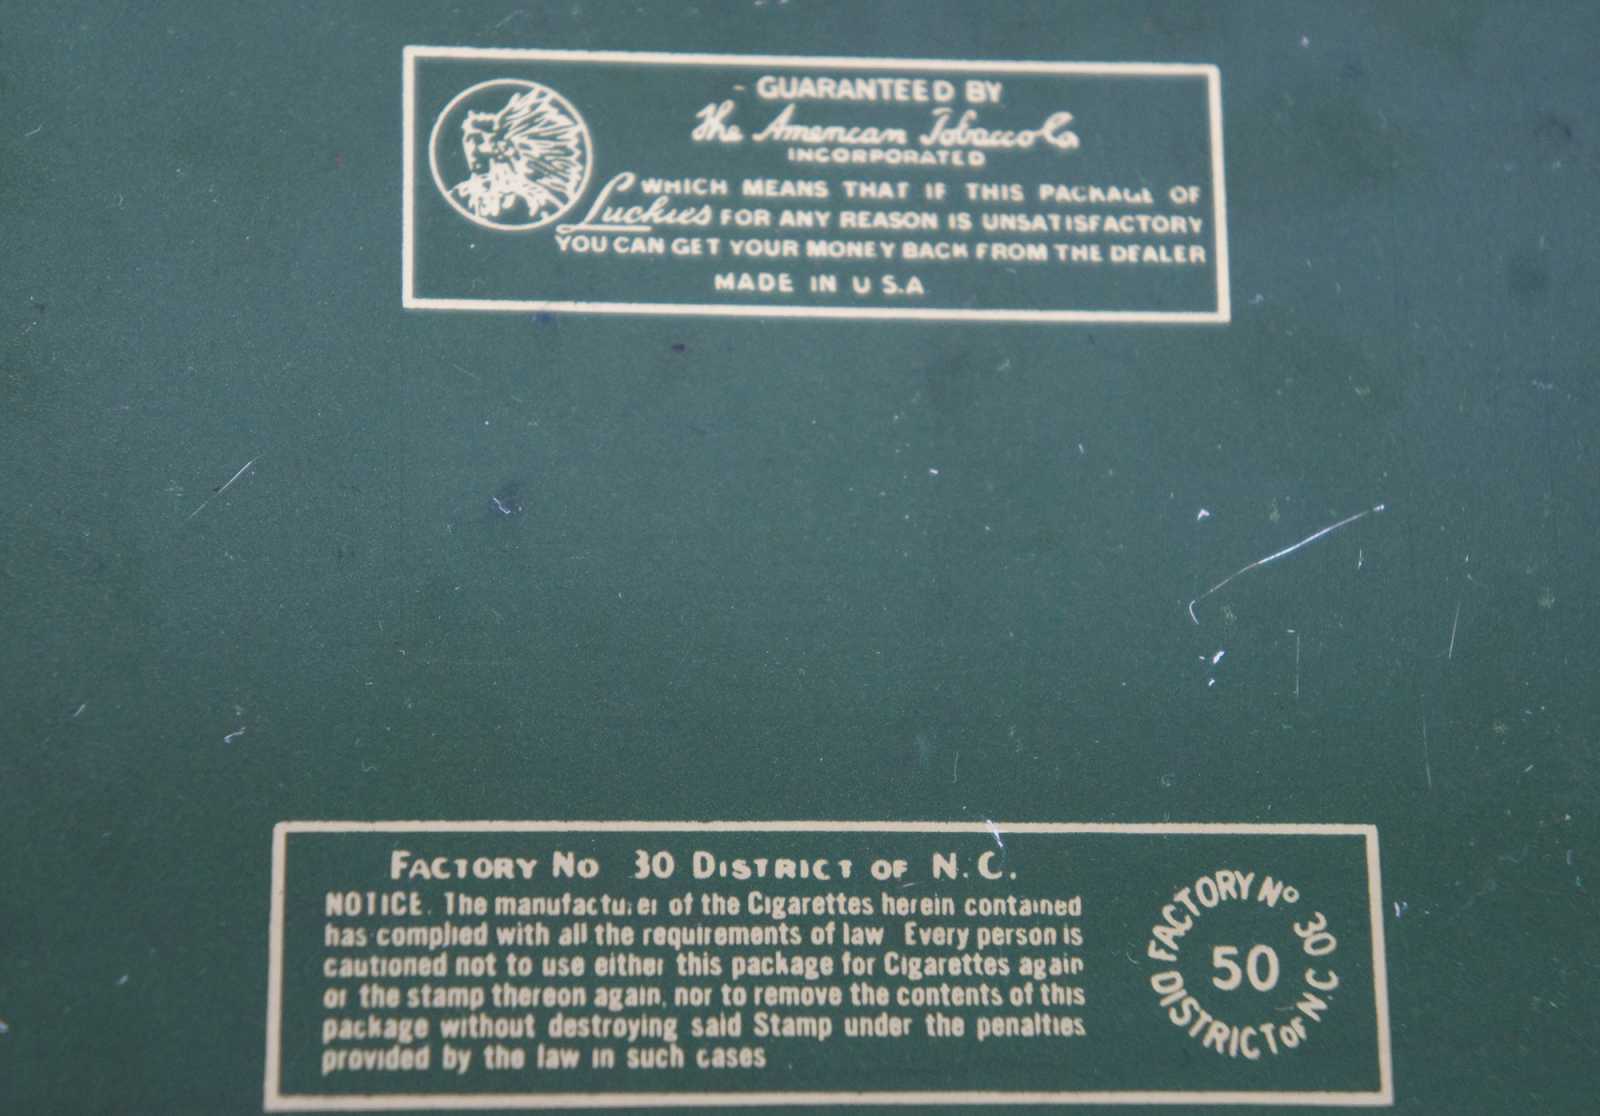 GUARANTEED BY
The American Tobacco Co
INCORPORATED
WHICH MEANS THAT IF THIS PACKAGE OF
Luckies FOR ANY REASON IS UNSATISFACTORY
YOU CAN GET YOUR MONEY BACK FROM THE DEALER
MADE IN U S.A
FACTORY No 30 DISTRICT OF N.C.
NOTICE. The manufacturer of the Cigarettes herein contained
has complied with all the requirements of law Every person is
cautioned not to use either this package for Cigarettes again
or the stamp thereon again, nor to remove the contents of this
package without destroying said Stamp under the penalties
provided by the law in such cases
FACTORY No 30
50
DISTRICT OF N.C